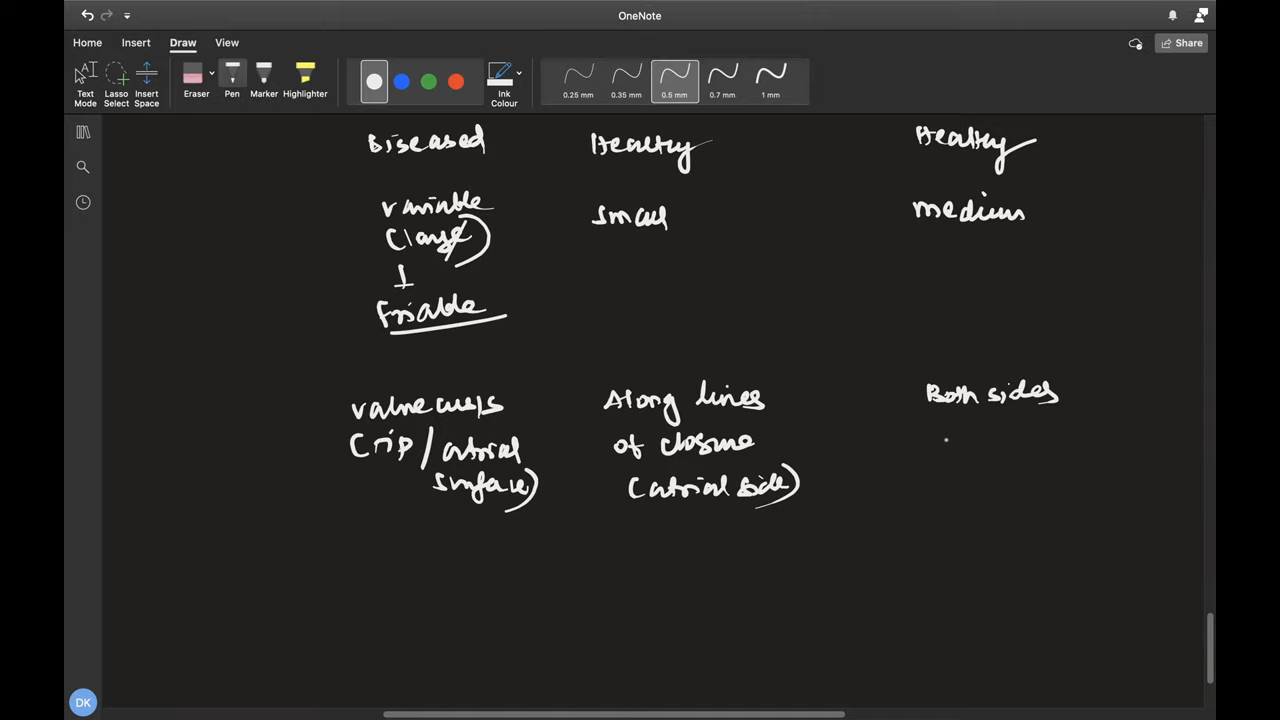 OneNote
Home Insert Draw View
Share
Text Mode Lasso Select Insert Space Eraser Pen Marker Highlighter Ink Colour 0.25 mm 0.35 mm 0.5 mm 0.7 mm 1 mm
Diseased Healthy Healthy
variable small medium
(large)
Friable
valve cusps Along lines Both sides
(Tip/atrial of closure
surface) (atrial side)
DK